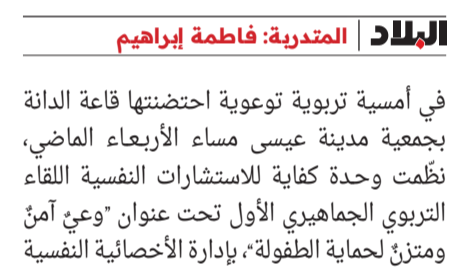 البلاد | المتدربة: فاطمة إبراهيم
في أمسية تربوية توعوية احتضنتها قاعة الدانة
بجمعية مدينة عيسى مساء الأربعاء الماضي،
نظّمت وحدة كفاية للاستشارات النفسية اللقاء
التربوي الجماهيري الأول تحت عنوان ”وعيٌ آمنٌ
ومتزنٌ لحماية الطفولة“، بإدارة الأخصائية النفسية